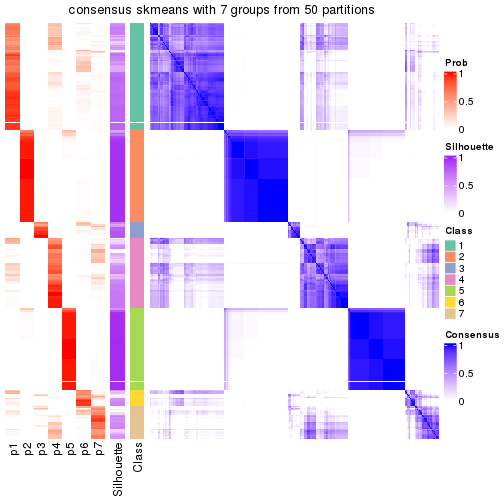 consensus skmeans with 7 groups from 50 partitions
Prob
1
0.5
0
Silhouette
1
0.5
0
Class
1
2
3
4
5
6
7
Consensus
1
0.5
0
p1
p2
p3
p4
p5
p6
p7
Silhouette
Class